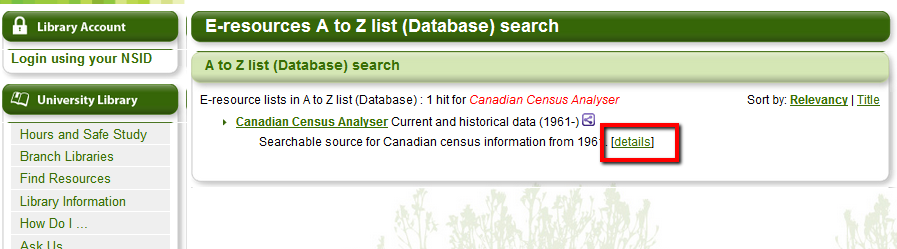 Library Account
Login using your NSID
University Library
Hours and Safe Study
Branch Libraries
Find Resources
Library Information
How Do I ...
Ask Us
E-resources A to Z list (Database) search
A to Z list (Database) search
E-resource lists in A to Z list (Database) : 1 hit for Canadian Census Analyser Sort by: Relevancy | Title
Canadian Census Analyser Current and historical data (1961-)
Searchable source for Canadian census information from 196 . [details]